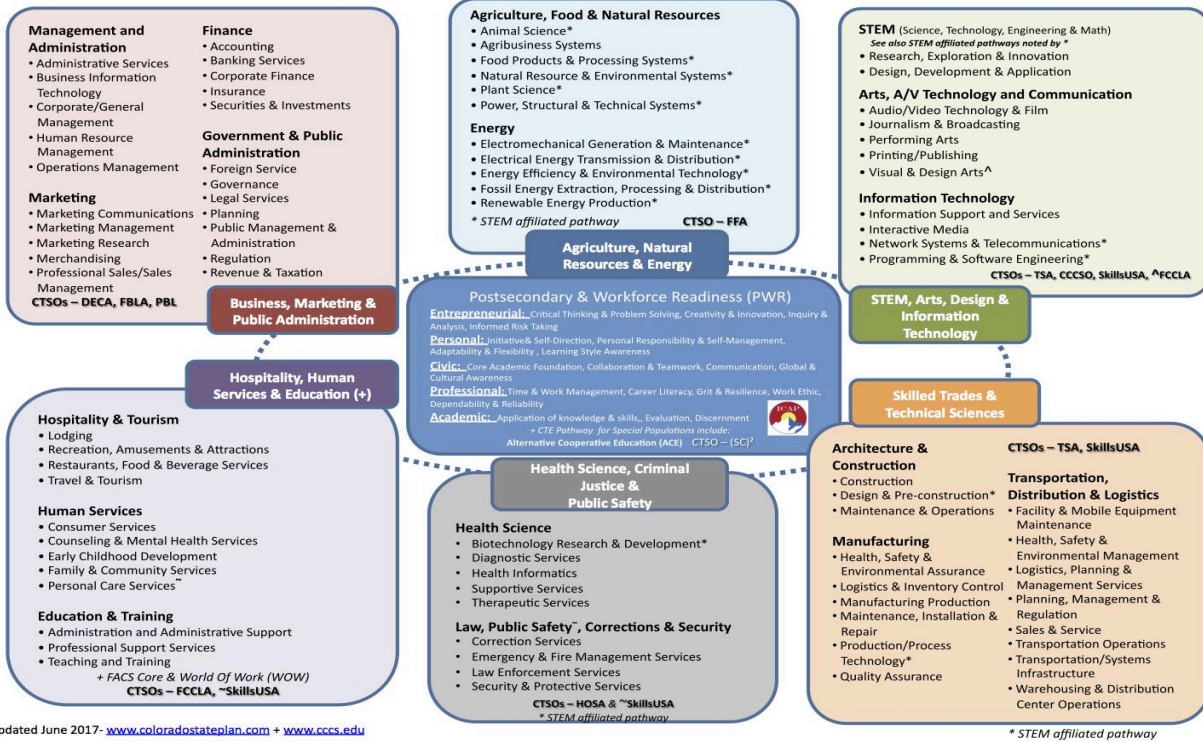 Management and
Administration
• Administrative Services
• Business Information
Technology
• Corporate/General
Management
• Human Resource
Management
• Operations Management
Marketing
• Marketing Communications
• Marketing Management
• Marketing Research
• Merchandising
• Professional Sales/Sales
Management
CTSOs – DECA, FBLA, PBL
Finance
• Accounting
• Banking Services
• Corporate Finance
• Insurance
• Securities & Investments
Government & Public
Administration
• Foreign Service
• Governance
• Legal Services
• Planning
• Public Management &
Administration
• Regulation
• Revenue & Taxation
Business, Marketing &
Public Administration
Agriculture, Food & Natural Resources
• Animal Science*
• Agribusiness Systems
• Food Products & Processing Systems*
• Natural Resource & Environmental Systems*
• Plant Science*
• Power, Structural & Technical Systems*
Energy
• Electromechanical Generation & Maintenance*
• Electrical Energy Transmission & Distribution*
• Energy Efficiency & Environmental Technology*
• Fossil Energy Extraction, Processing & Distribution*
• Renewable Energy Production*
* STEM affiliated pathway CTSO – FFA
Agriculture, Natural
Resources & Energy
STEM (Science, Technology, Engineering & Math)
See also STEM affiliated pathways noted by *
• Research, Exploration & Innovation
• Design, Development & Application
Arts, A/V Technology and Communication
• Audio/Video Technology & Film
• Journalism & Broadcasting
• Performing Arts
• Printing/Publishing
• Visual & Design Arts^
Information Technology
• Information Support and Services
• Interactive Media
• Network Systems & Telecommunications*
• Programming & Software Engineering*
CTSOs – TSA, CCCSO, SkillsUSA, ^FCCLA
STEM, Arts, Design &
Information
Technology
Postsecondary & Workforce Readiness (PWR)
Entrepreneurial: Critical Thinking & Problem Solving, Creativity & Innovation, Inquiry &
Analysis, Informed Risk Taking
Personal: Initiative& Self-Direction, Personal Responsibility & Self-Management,
Adaptability & Flexibility , Learning Style Awareness
Civic: Core Academic Foundation, Collaboration & Teamwork, Communication, Global &
Cultural Awareness
Professional: Time & Work Management, Career Literacy, Grit & Resilience, Work Ethic,
Dependability & Reliability
Academic: Application of knowledge & skills,, Evaluation, Discernment
+ CTE Pathway for Special Populations include:
Alternative Cooperative Education (ACE) CTSO – (SC)²
ICAP
Hospitality, Human
Services & Education (+)
Hospitality & Tourism
• Lodging
• Recreation, Amusements & Attractions
• Restaurants, Food & Beverage Services
• Travel & Tourism
Human Services
• Consumer Services
• Counseling & Mental Health Services
• Early Childhood Development
• Family & Community Services
• Personal Care Services~
Education & Training
• Administration and Administrative Support
• Professional Support Services
• Teaching and Training
+ FACS Core & World Of Work (WOW)
CTSOs – FCCLA, ~SkillsUSA
Health Science, Criminal
Justice &
Public Safety
Health Science
• Biotechnology Research & Development*
• Diagnostic Services
• Health Informatics
• Supportive Services
• Therapeutic Services
Law, Public Safety~, Corrections & Security
• Correction Services
• Emergency & Fire Management Services
• Law Enforcement Services
• Security & Protective Services
CTSOs – HOSA & ~SkillsUSA
* STEM affiliated pathway
Skilled Trades &
Technical Sciences
Architecture &
Construction
• Construction
• Design & Pre-construction*
• Maintenance & Operations
Manufacturing
• Health, Safety &
Environmental Assurance
• Logistics & Inventory Control
• Manufacturing Production
• Maintenance, Installation &
Repair
• Production/Process
Technology*
• Quality Assurance
CTSOs – TSA, SkillsUSA
Transportation,
Distribution & Logistics
• Facility & Mobile Equipment
Maintenance
• Health, Safety &
Environmental Management
• Logistics, Planning &
Management Services
• Planning, Management &
Regulation
• Sales & Service
• Transportation Operations
• Transportation/Systems
Infrastructure
• Warehousing & Distribution
Center Operations
* STEM affiliated pathway
pdated June 2017- www.coloradostateplan.com + www.cccs.edu